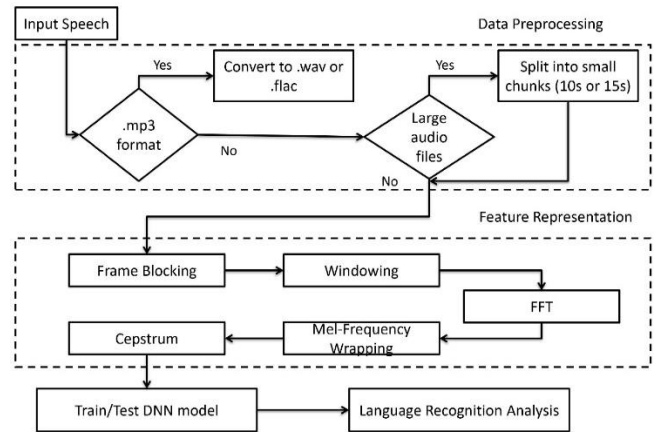 Input Speech
Data Preprocessing
Yes
Convert to .wav or
.flac
Yes
Split into small
chunks (10s or 15s)
.mp3
format
No
Large
audio
files
No
Feature Representation
Frame Blocking
Windowing
FFT
Mel-Frequency
Wrapping
Cepstrum
Train/Test DNN model
Language Recognition Analysis